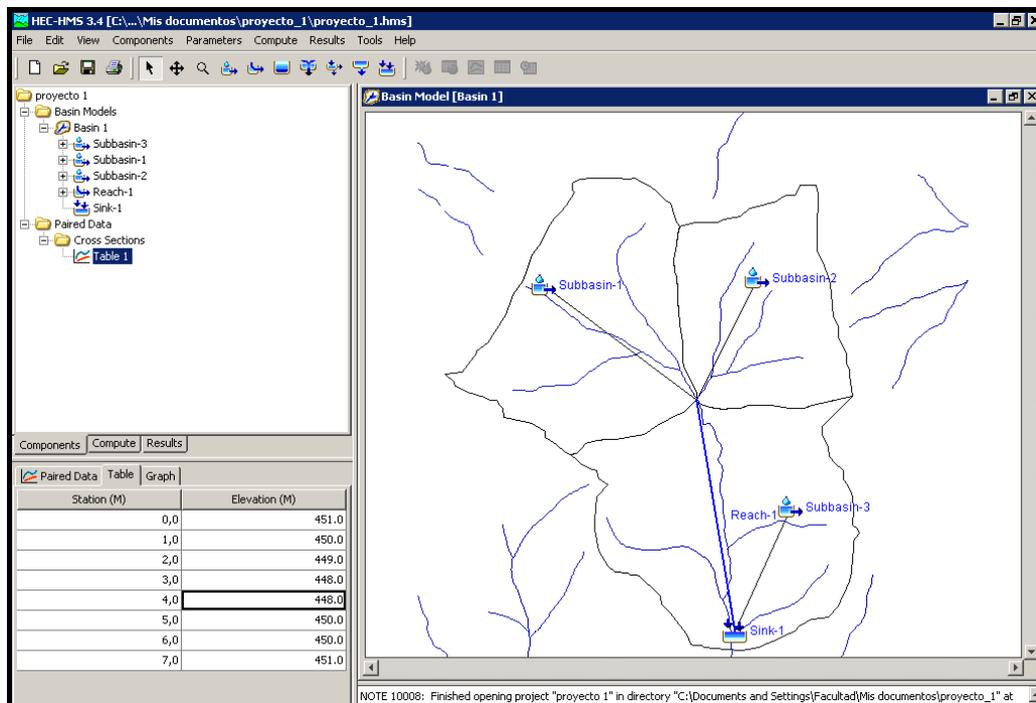 HEC-HMS 3.4 [C:\...\Mis documentos\proyecto_1\proyecto_1.hms]
File Edit View Components Parameters Compute Results Tools Help
proyecto 1
Basin Models
Basin 1
Subbasin-3
Subbasin-1
Subbasin-2
Reach-1
Sink-1
Paired Data
Cross Sections
Table 1
Components Compute Results
Paired Data Table Graph
Station (M) Elevation (M)
0,0 451.0
1,0 450.0
2,0 449.0
3,0 448.0
4,0 448.0
5,0 450.0
6,0 450.0
7,0 451.0
Basin Model [Basin 1]
Subbasin-1
Subbasin-2
Reach-1
Subbasin-3
Sink-1
NOTE 10008: Finished opening project "proyecto 1" in directory "C:\Documents and Settings\Facultad\Mis documentos\proyecto_1" at